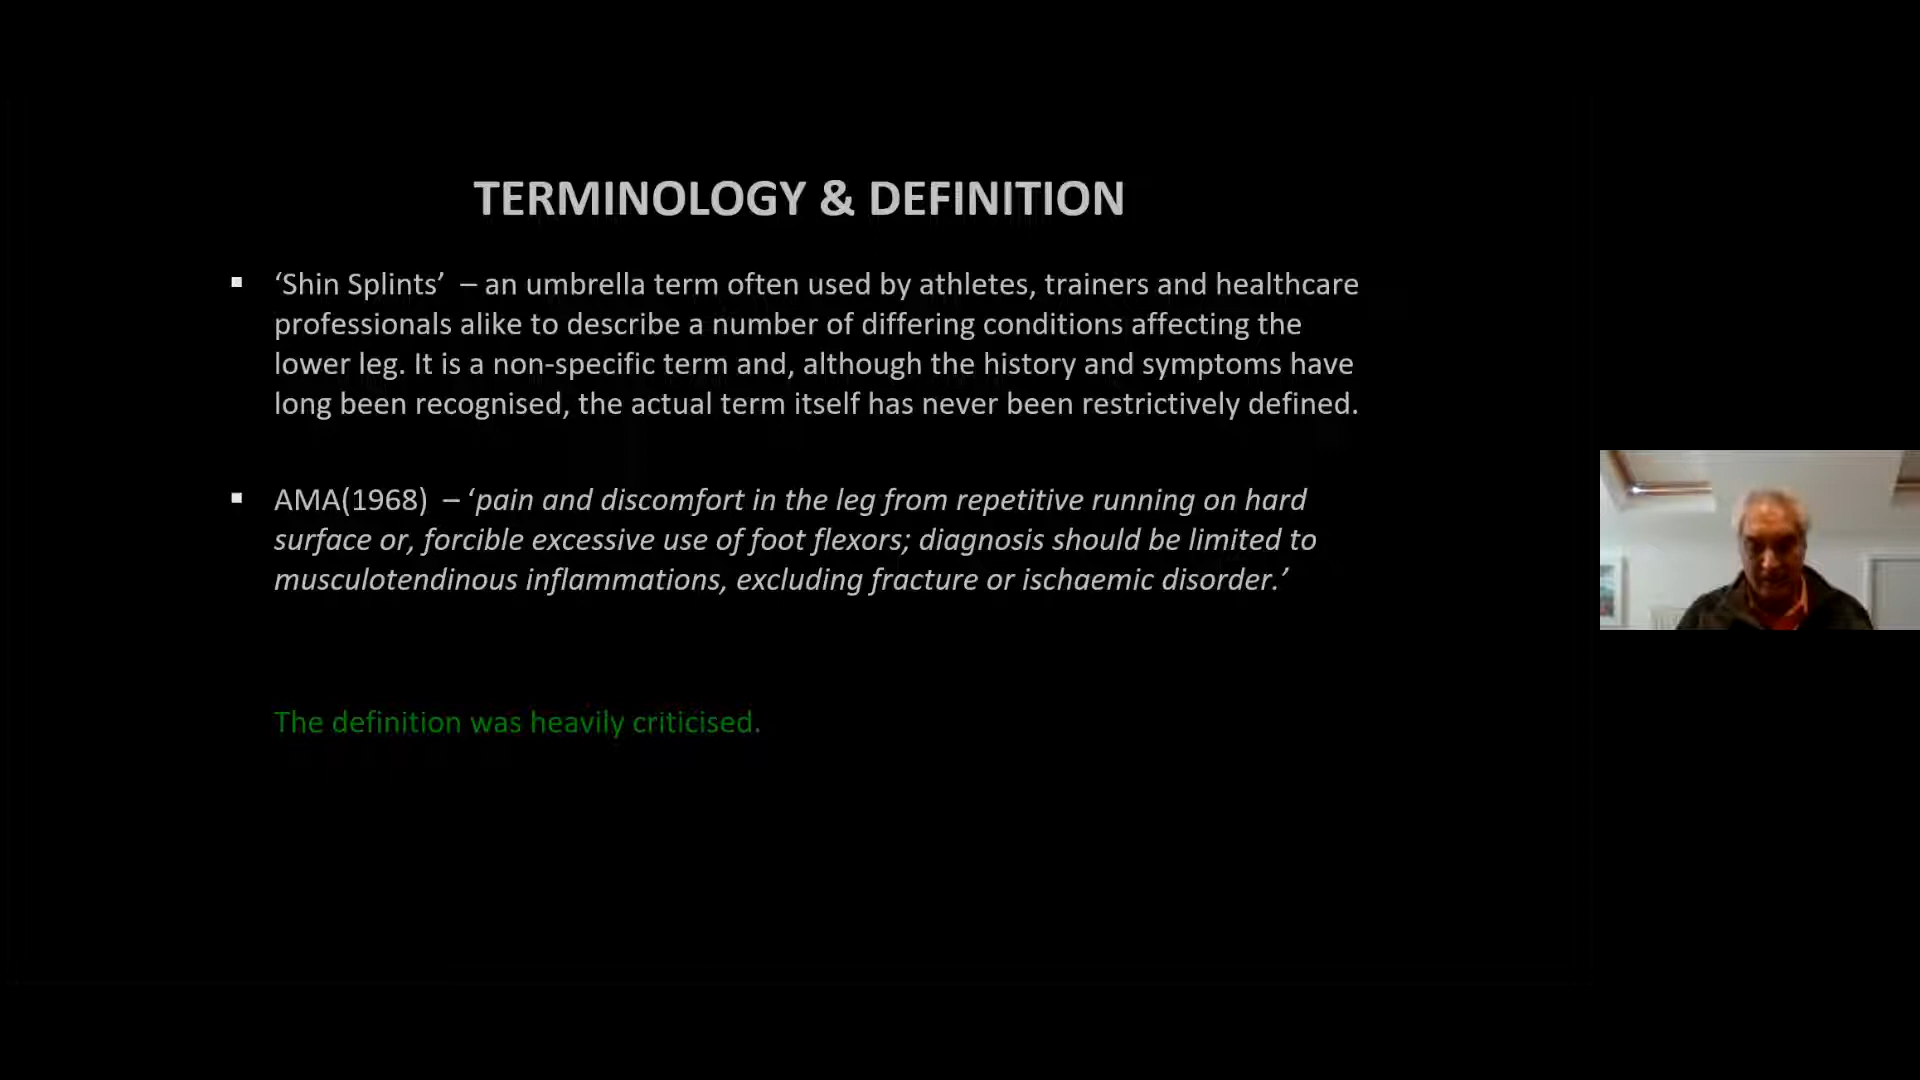 TERMINOLOGY & DEFINITION
▪ ‘Shin Splints’ – an umbrella term often used by athletes, trainers and healthcare
professionals alike to describe a number of differing conditions affecting the
lower leg. It is a non-specific term and, although the history and symptoms have
long been recognised, the actual term itself has never been restrictively defined.
▪ AMA(1968) – ‘pain and discomfort in the leg from repetitive running on hard
surface or, forcible excessive use of foot flexors; diagnosis should be limited to
musculotendinous inflammations, excluding fracture or ischaemic disorder.’
The definition was heavily criticised.